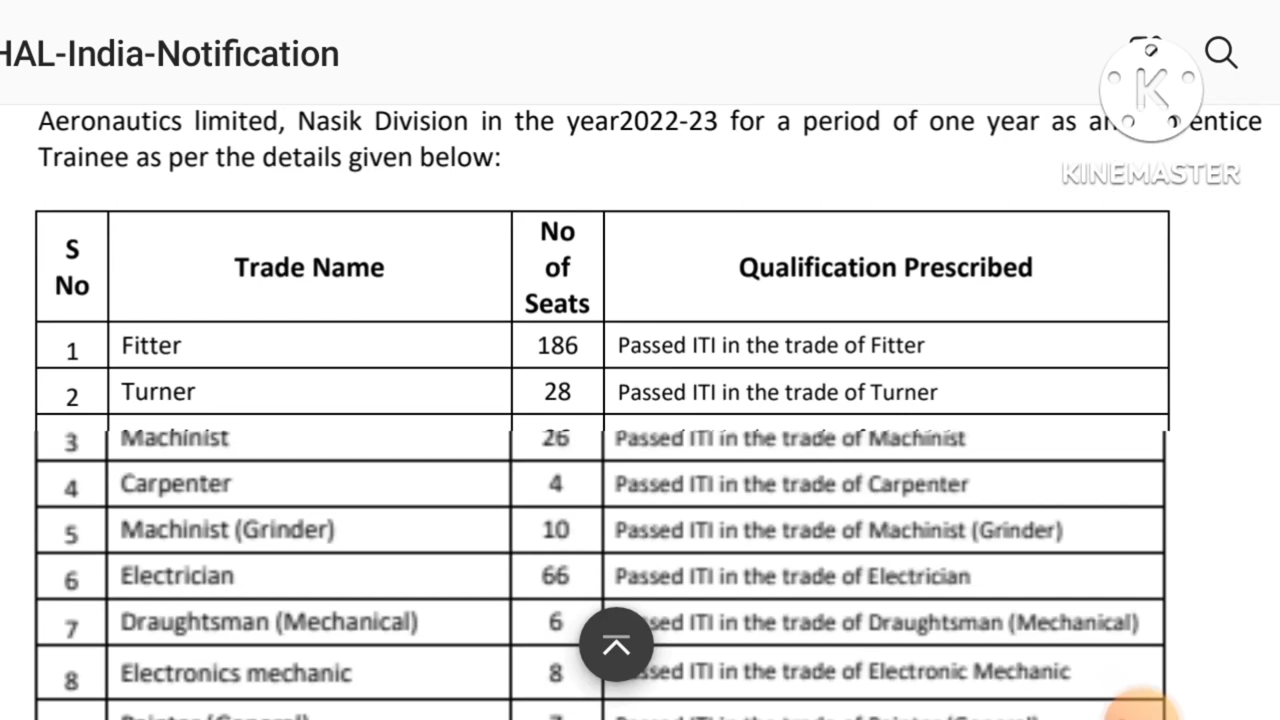 HAL-India-Notification
K
KINEMASTER
Aeronautics limited, Nasik Division in the year2022-23 for a period of one year as
Trainee as per the details given below:
S No Trade Name No of Seats Qualification Prescribed
1 Fitter 186 Passed ITI in the trade of Fitter
2 Turner 28 Passed ITI in the trade of Turner
3 Machinist 26 Passed ITI in the trade of Machinist
4 Carpenter 4 Passed ITI in the trade of Carpenter
5 Machinist (Grinder) 10 Passed ITI in the trade of Machinist (Grinder)
6 Electrician 66 Passed ITI in the trade of Electrician
7 Draughtsman (Mechanical) 6 ITI in the trade of Draughtsman (Mechanical)
8 Electronics mechanic 8 ITI in the trade of Electronic Mechanic